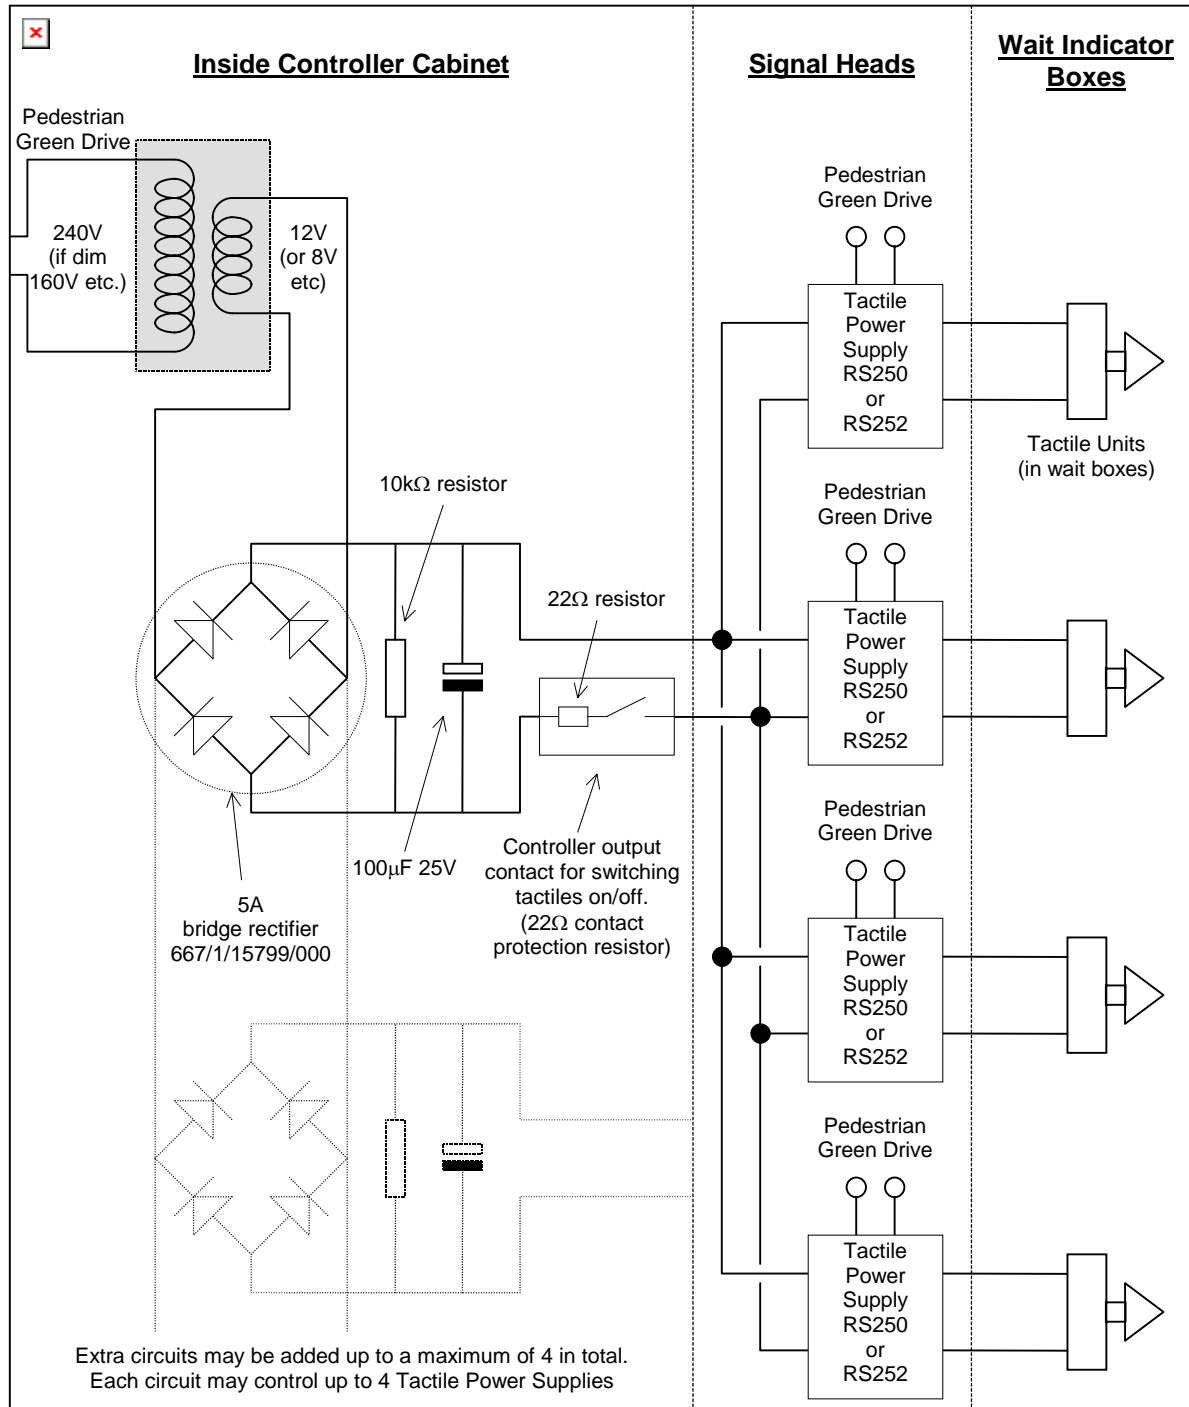 Inside Controller Cabinet
Signal Heads
Wait Indicator
Boxes
Pedestrian
Green Drive
240V
(if dim
160V etc.)
12V
(or 8V
etc)
10kΩ resistor
22Ω resistor
100μF 25V
5A
bridge rectifier
667/1/15799/000
Controller output
contact for switching
tactiles on/off.
(22Ω contact
protection resistor)
Pedestrian
Green Drive
Tactile
Power
Supply
RS250
or
RS252
Tactile Units
(in wait boxes)
Pedestrian
Green Drive
Tactile
Power
Supply
RS250
or
RS252
Pedestrian
Green Drive
Tactile
Power
Supply
RS250
or
RS252
Pedestrian
Green Drive
Tactile
Power
Supply
RS250
or
RS252
Extra circuits may be added up to a maximum of 4 in total.
Each circuit may control up to 4 Tactile Power Supplies